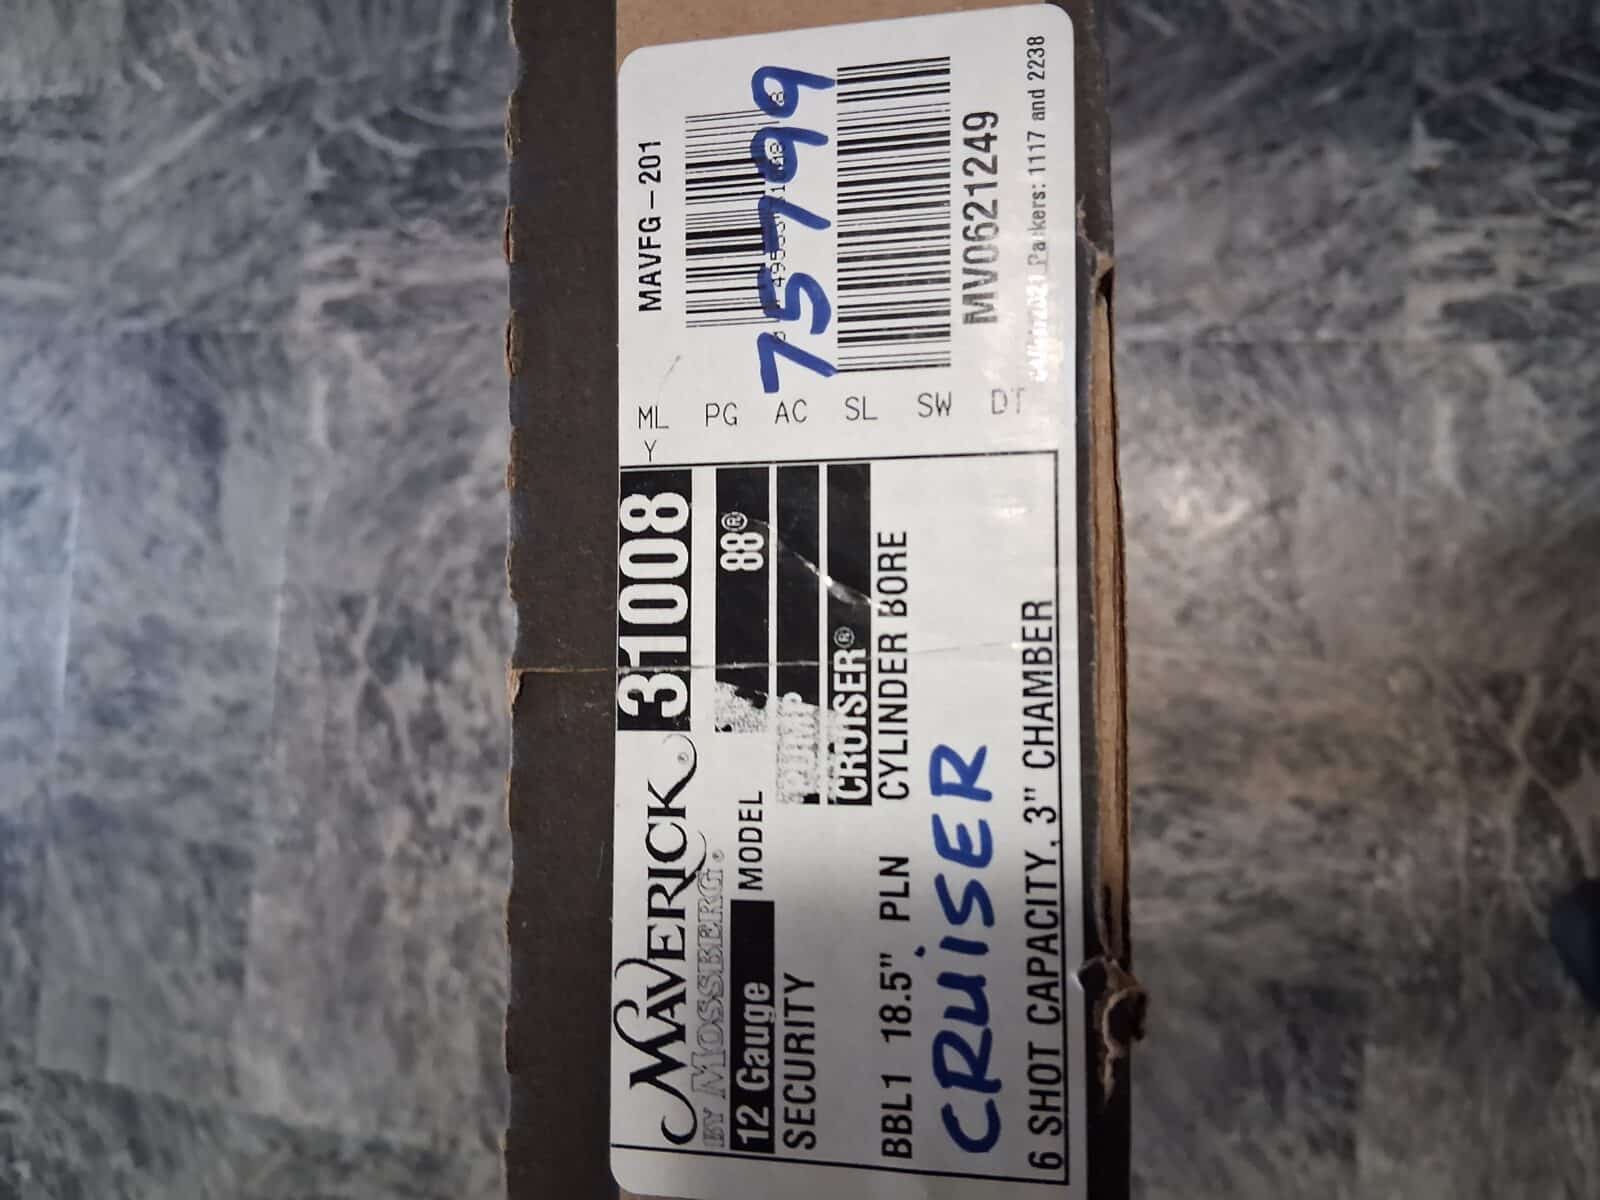 MAVERICK®
31008
BY MOSSBERG®
12 Gauge
MODEL
88®
SECURITY
PUMP
CRUISER®
BBL1 18.5" PLN CYLINDER BORE
CRUiSER
6 SHOT CAPACITY, 3" CHAMBER
ML PG AC SL SW DT
Y
MAVFG-201
75799
MV0621249
Packers: 1117 and 2238